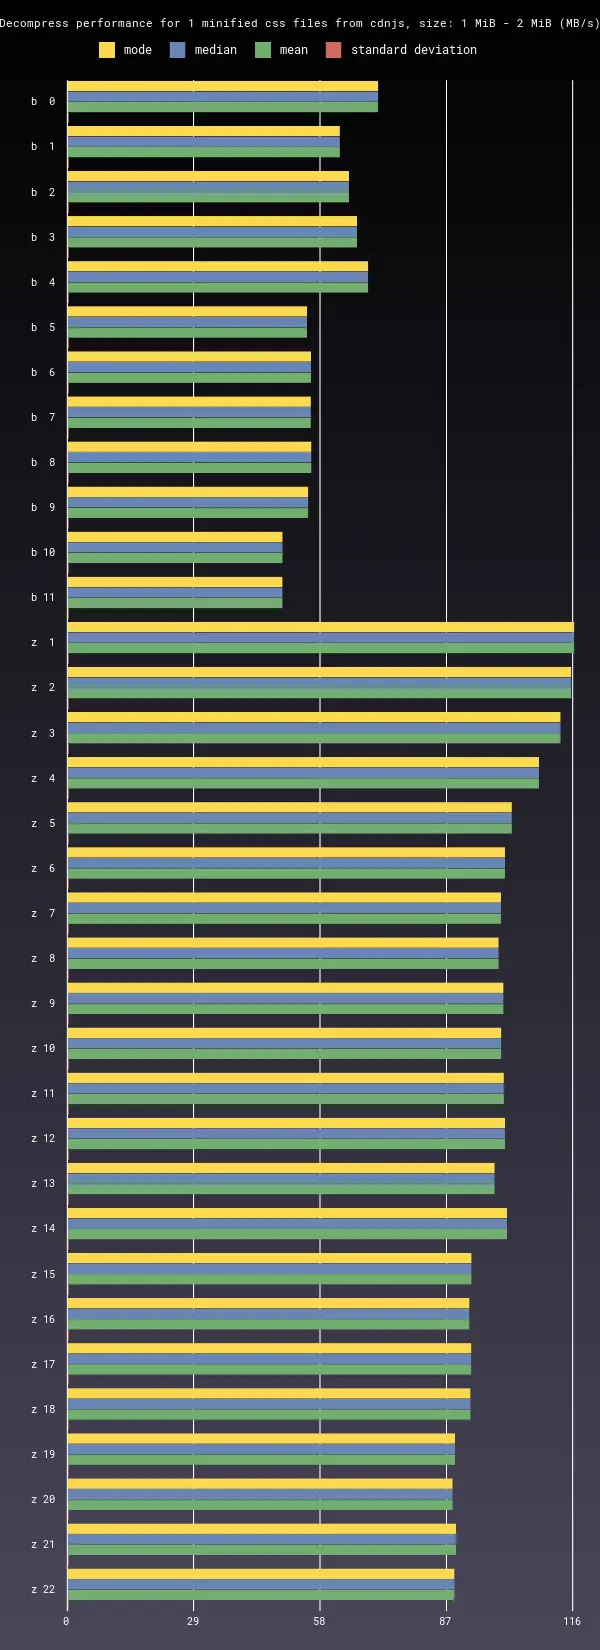 Decompress performance for 1 minified css files from cdnjs, size: 1 MiB - 2 MiB (MB/s)
mode median mean standard deviation
b 0
b 1
b 2
b 3
b 4
b 5
b 6
b 7
b 8
b 9
b 10
b 11
z 1
z 2
z 3
z 4
z 5
z 6
z 7
z 8
z 9
z 10
z 11
z 12
z 13
z 14
z 15
z 16
z 17
z 18
z 19
z 20
z 21
z 22
0 29 58 87 116